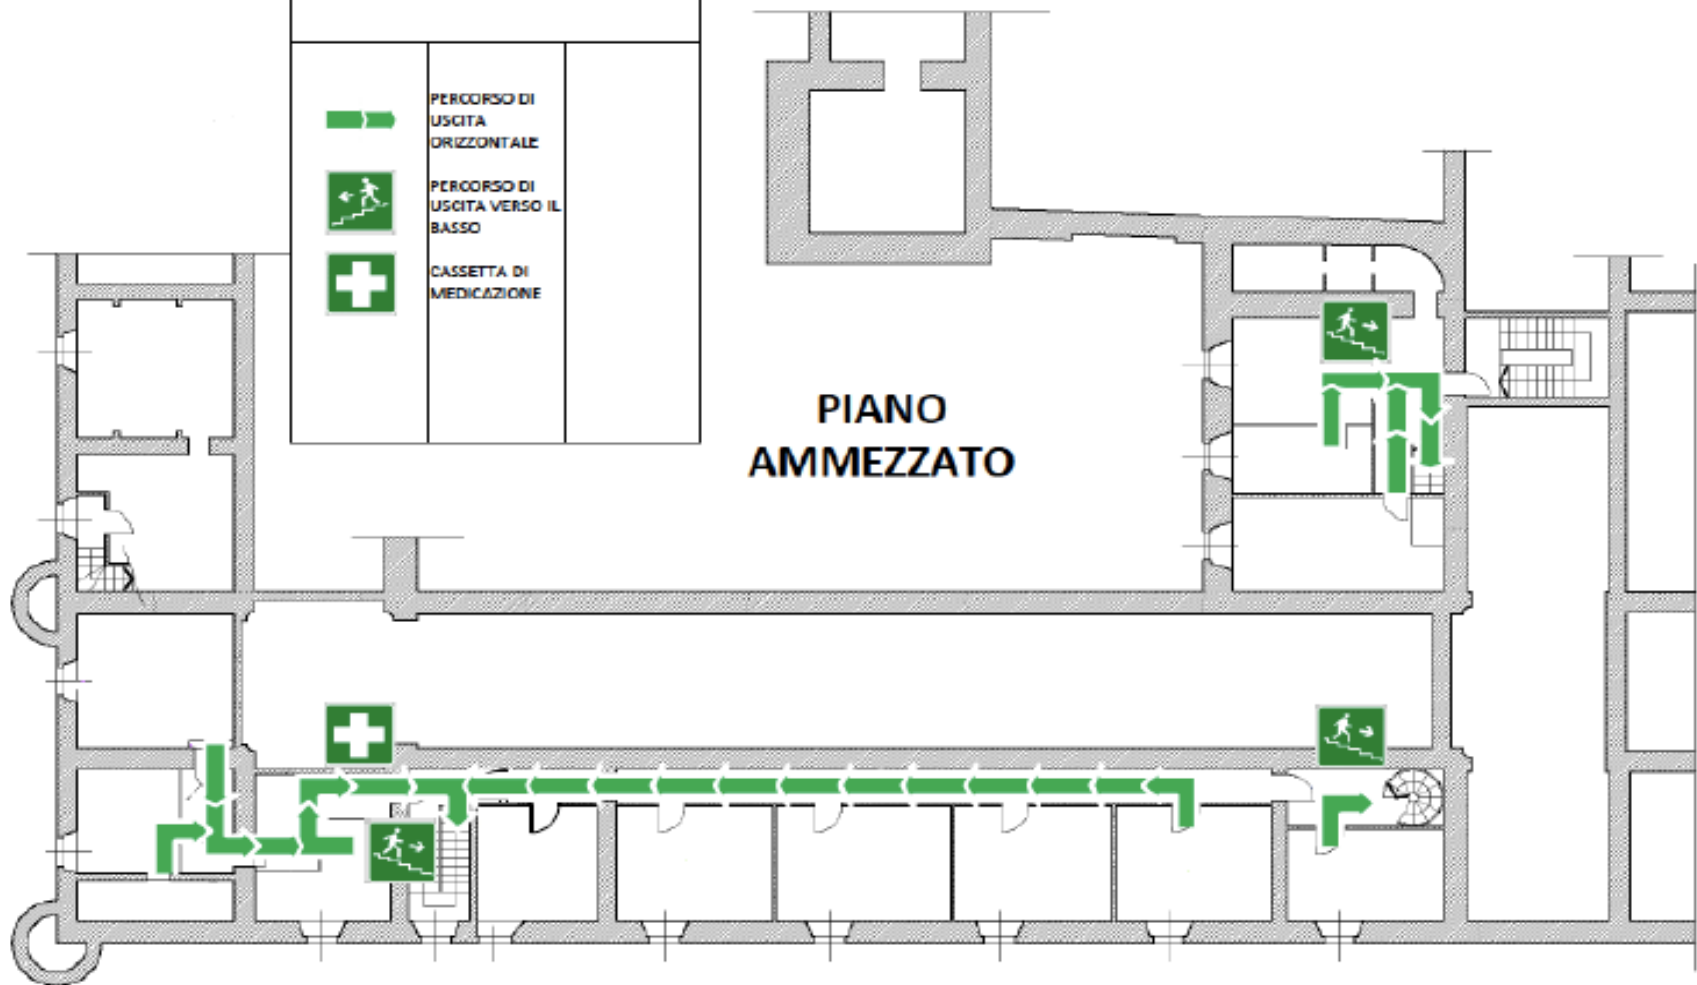 PERCORSO DI
USCITA
ORIZZONTALE
PERCORSO DI
USCITA VERSO IL
BASSO
CASSETTA DI
MEDICAZIONE
PIANO
AMMEZZATO